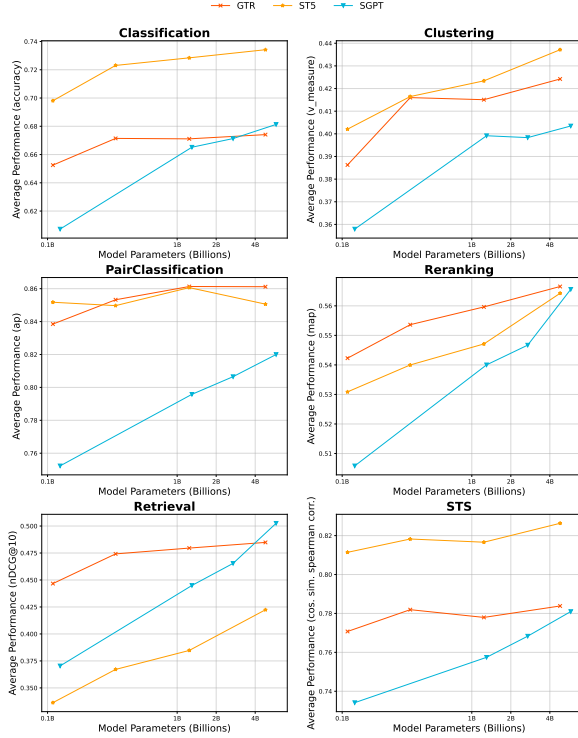 GTR ST5 SGPT
Classification
Average Performance (accuracy)
0.74
0.72
0.70
0.68
0.66
0.64
0.62
0.1B 1B 2B 4B
Model Parameters (Billions)
Clustering
Average Performance (v_measure)
0.44
0.43
0.42
0.41
0.40
0.39
0.38
0.37
0.36
0.1B 1B 2B 4B
Model Parameters (Billions)
PairClassification
Average Performance (ap)
0.86
0.84
0.82
0.80
0.78
0.76
0.1B 1B 2B 4B
Model Parameters (Billions)
Reranking
Average Performance (map)
0.56
0.55
0.54
0.53
0.52
0.51
0.1B 1B 2B 4B
Model Parameters (Billions)
Retrieval
Average Performance (nDCG@10)
0.500
0.475
0.450
0.425
0.400
0.375
0.350
0.1B 1B 2B 4B
Model Parameters (Billions)
STS
Average Performance (cos. sim. spearman corr.)
0.82
0.80
0.78
0.76
0.74
0.1B 1B 2B 4B
Model Parameters (Billions)